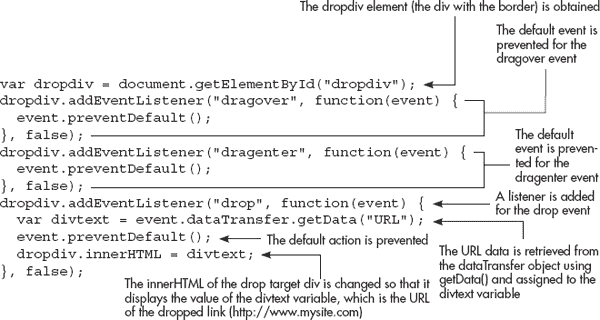 The dropdiv element (the div with the border) is obtained
The default event is
prevented for the
dragover event
var dropdiv = document.getElementById("dropdiv");
dropdiv.addEventListener("dragover", function(event) {
event.preventDefault();
}, false);
The default
event is preven-
ted for the
dragenter event
dropdiv.addEventListener("dragenter", function(event) {
event.preventDefault();
}, false);
dropdiv.addEventListener("drop", function(event) {
A listener is added
for the drop event
var divtext = event.dataTransfer.getData("URL");
event.preventDefault();
The default action is prevented
dropdiv.innerHTML = divtext;
}, false);
The URL data is retrieved from
the dataTransfer object using
getData() and assigned to the
divtext variable
The innerHTML of the drop target div is changed so that it
displays the value of the divtext variable, which is the URL
of the dropped link (http://www.mysite.com)